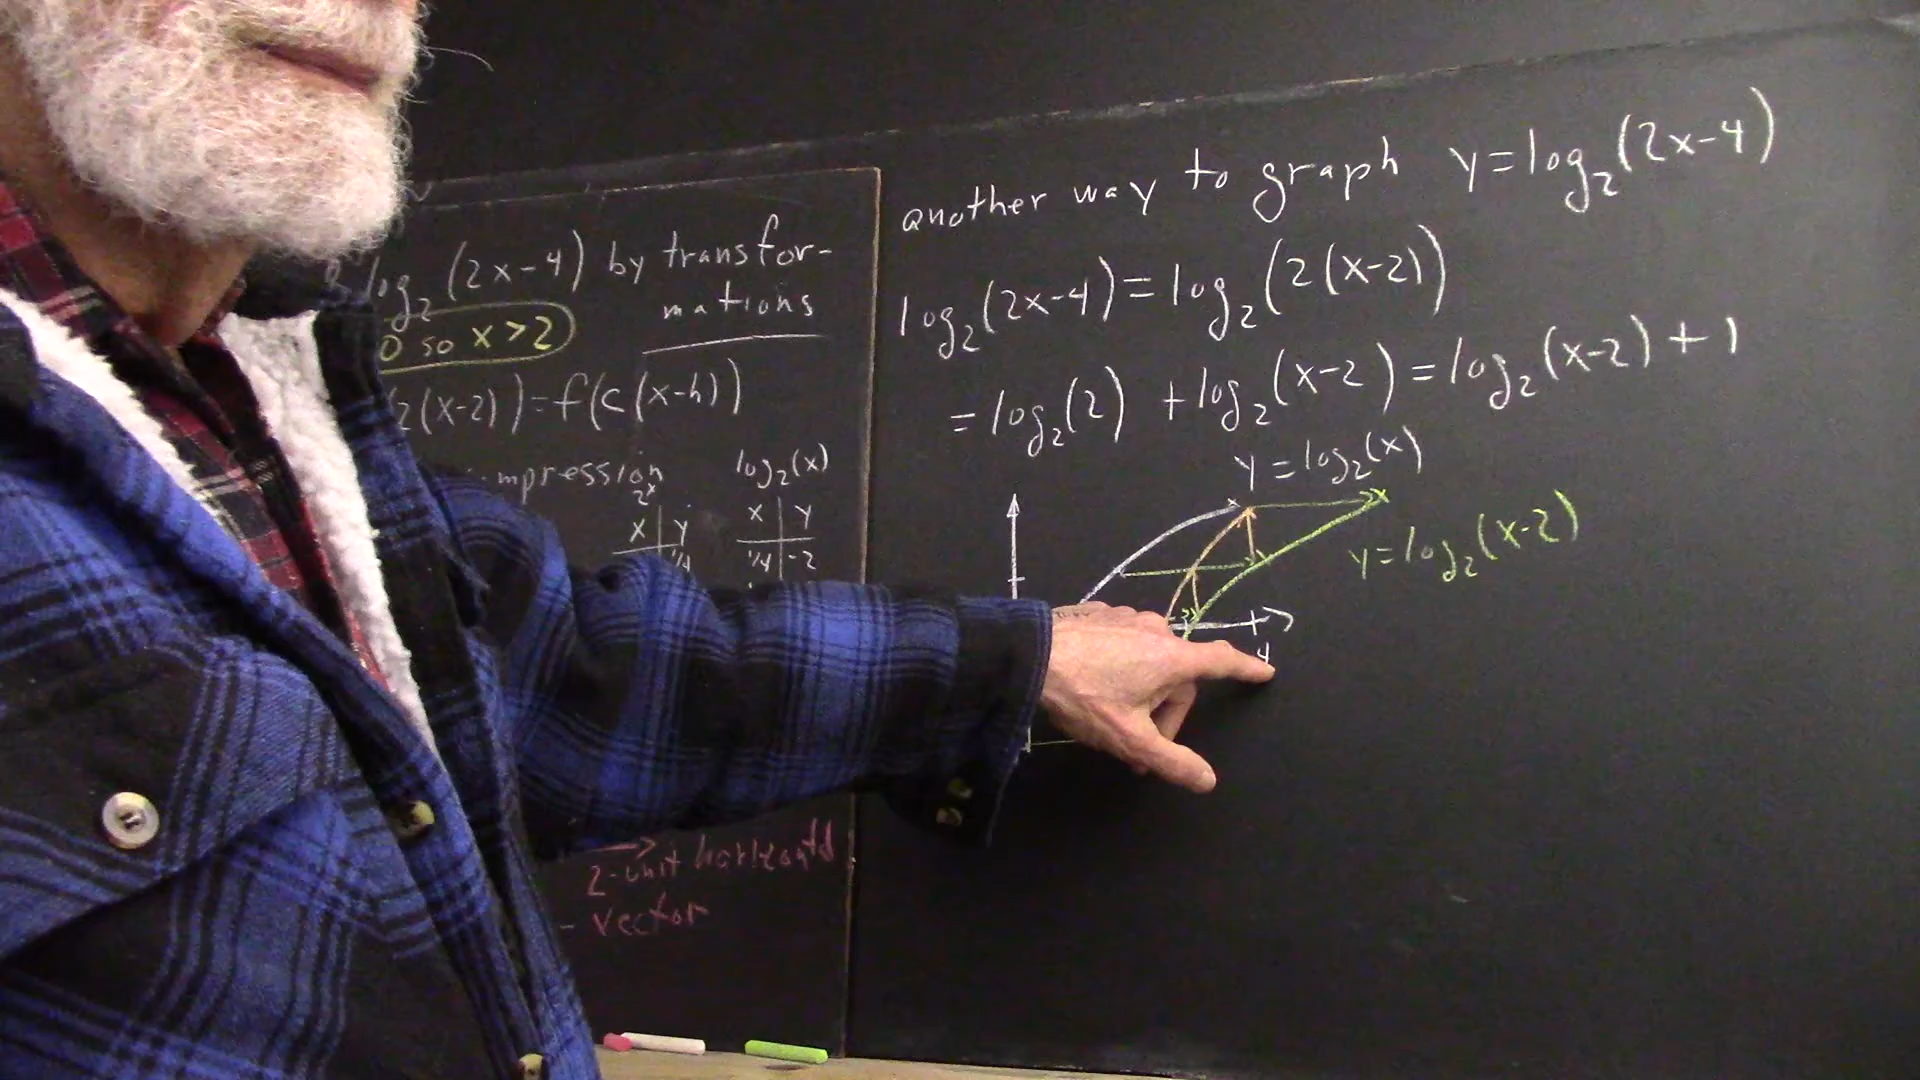 log₂(2x-4) by transfor-
mations
0 so x>2
2(x-2))=f(c(x-h))
mpression
2ˣ
x | y
1/4
log₂(x)
x | y
1/4 | -2
2-unit horizontal
- vector
another way to graph y=log₂(2x-4)
log₂(2x-4)=log₂(2(x-2))
=log₂(2) +log₂(x-2)=log₂(x-2)+1
y=log₂(x)
y=log₂(x-2)
4